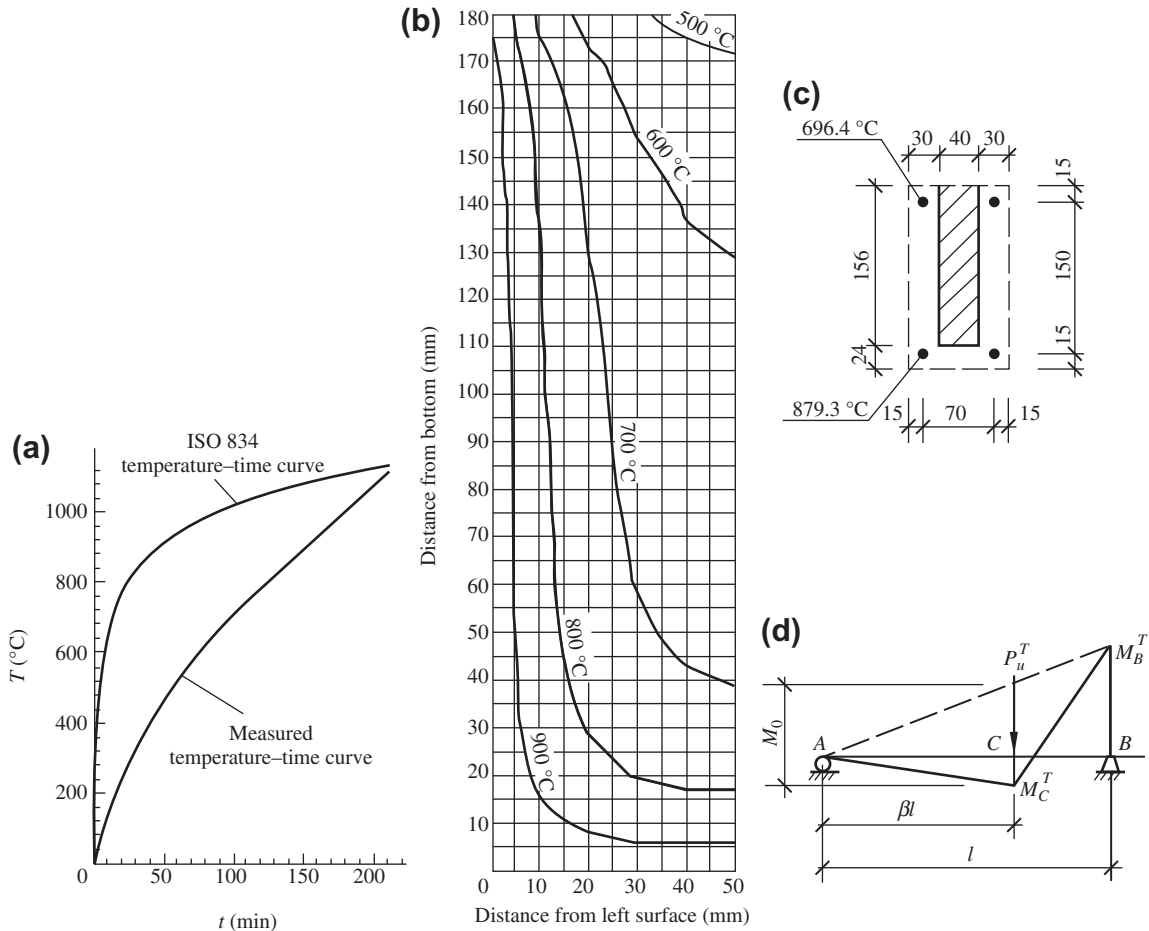 (a)
ISO 834
temperature–time curve
Measured
temperature–time curve
T (°C)
1000
800
600
400
200
0
0
50
100
150
200
t (min)
(b)
Distance from bottom (mm)
180
170
160
150
140
130
120
110
100
90
80
70
60
50
40
30
20
10
0
10
20
30
40
50
Distance from left surface (mm)
500 °C
600 °C
700 °C
800 °C
900 °C
(c)
696.4 °C
30
40
30
15
156
150
24
15
879.3 °C
15
70
15
(d)
P_u^T
M_B^T
M_0
A
C
B
M_C^T
βl
l